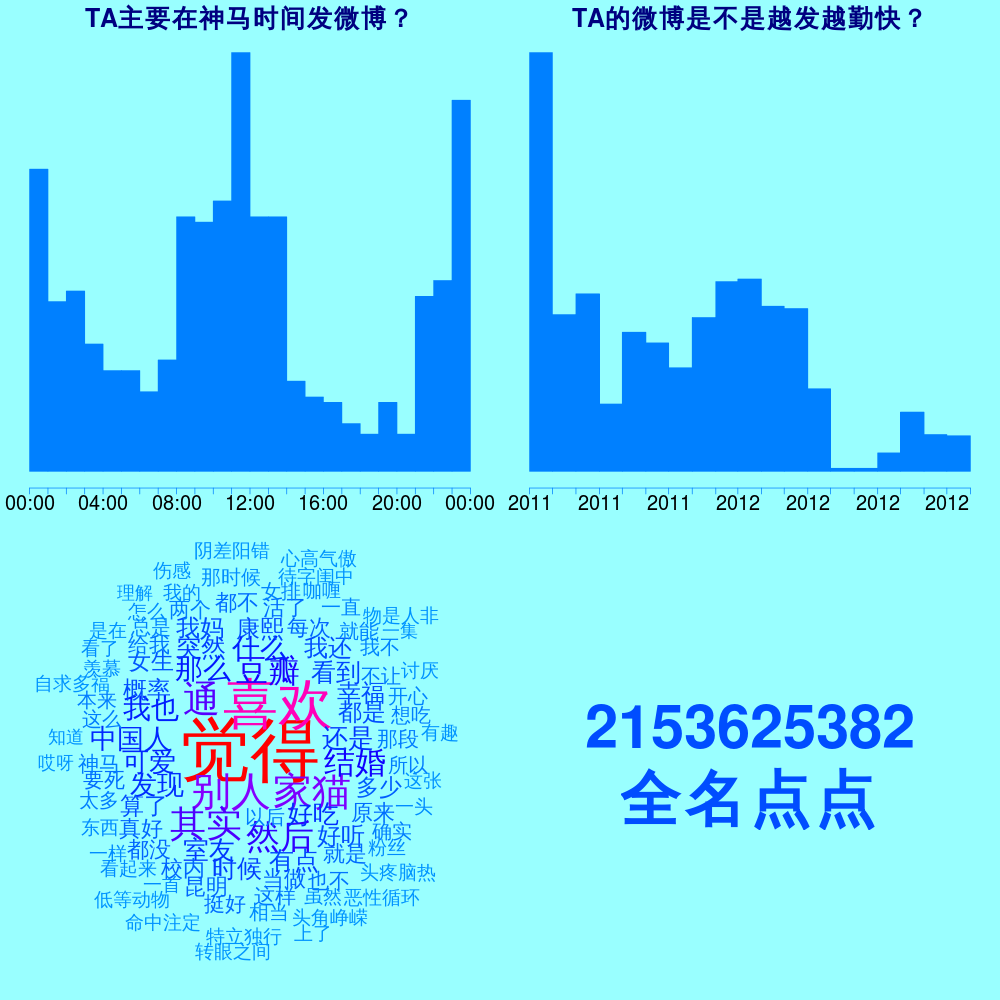 TA主要在神马时间发微博？
TA的微博是不是越发越勤快？
00:00 04:00 08:00 12:00 16:00 20:00 00:00
2011 2011 2011 2012 2012 2012 2012
阴差阳错 心高气傲
伤感 那时候 待字闺中
理解 我的 女排 咖喱
怎么 两个 都不 活了 一直 物是人非
是在 总是 我妈 康熙 每次 就能 一集
看了 给我 突然 什么 我还 我不
羡慕 女生 那么 豆瓣 看到 不让 讨厌
自求多福 概率 通 喜欢 幸福 开心
本来 我也 都是 想吃
这么 觉得 有趣
知道 中国人 还是 那段
哎呀 神马 可爱 结婚 所以
要死 发现 别人家 猫 多少 这张
太多 算了 以后 好吃 原来 一头
东西 真好 其实 然后 好听 确实
一样 都没 室友 就是 粉丝
看起来 校内 时候 有点 头疼脑热
一首 昆明 当做 也不
低等动物 挺好 这样 虽然 恶性循环
命中注定 相当 头角峥嵘
特立独行 上了
转眼之间
2153625382
全名点点